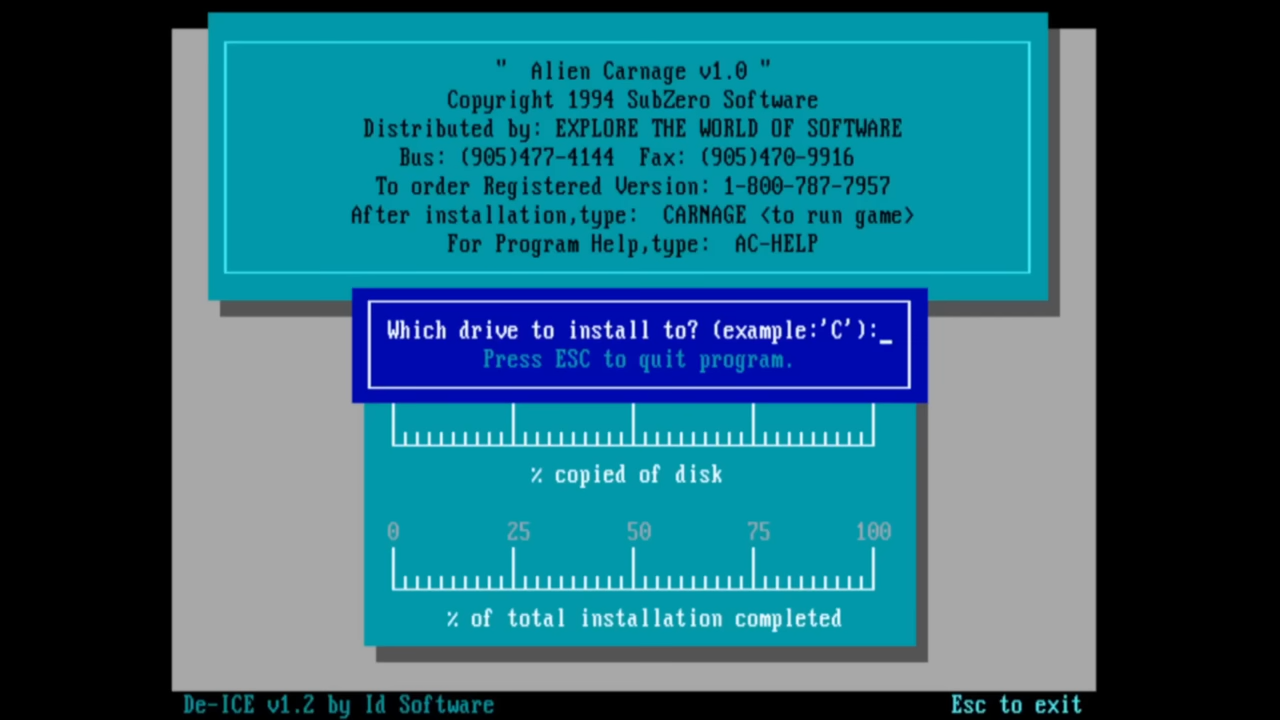 "  Alien Carnage v1.0 "
Copyright 1994 SubZero Software
Distributed by: EXPLORE THE WORLD OF SOFTWARE
Bus: (905)477-4144  Fax: (905)470-9916
To order Registered Version: 1-800-787-7957
After installation,type:  CARNAGE <to run game>
For Program Help,type:  AC-HELP
Which drive to install to? (example:'C'):_
Press ESC to quit program.
% copied of disk
0 25 50 75 100
% of total installation completed
De-ICE v1.2 by Id Software
Esc to exit